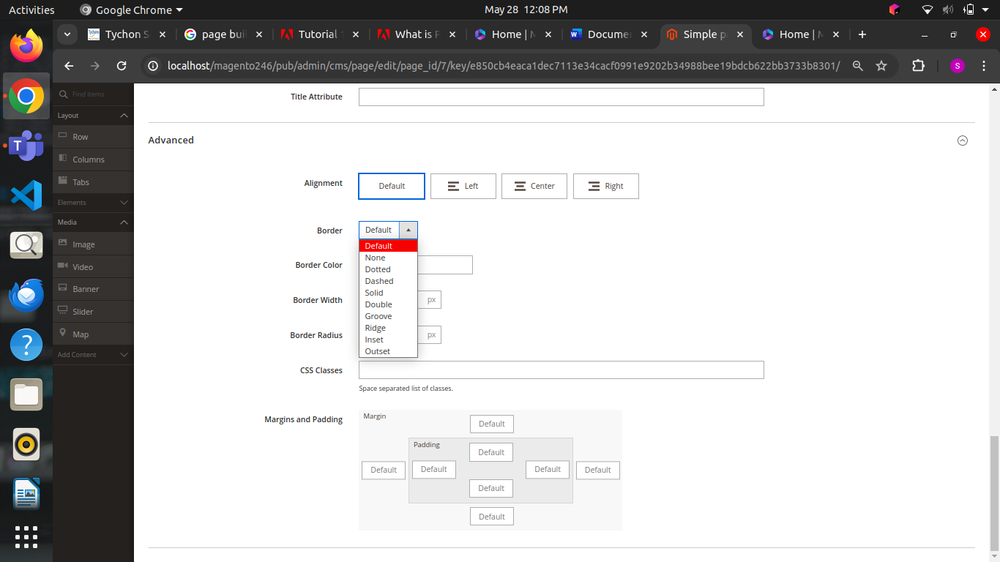 Activities
Google Chrome
May 28 12:08 PM
Tychon S
page bui
Tutorial
What is P
Home | M
Docume
Simple p
Home | M
localhost/magento246/pub/admin/cms/page/edit/page_id/7/key/e850cb4eaca1dec7113e34cacf0991e9202b34988bee19bdcb622bb3733b8301/
S
Find items
Layout
Row
Columns
Tabs
Elements
Media
Image
Video
Banner
Slider
Map
Add Content
Title Attribute
Advanced
Alignment
Default
Left
Center
Right
Border
Default
Default
None
Dotted
Dashed
Solid
Double
Groove
Ridge
Inset
Outset
Border Color
Border Width
px
Border Radius
px
CSS Classes
Space separated list of classes.
Margins and Padding
Margin
Default
Padding
Default
Default
Default
Default
Default
Default
Default